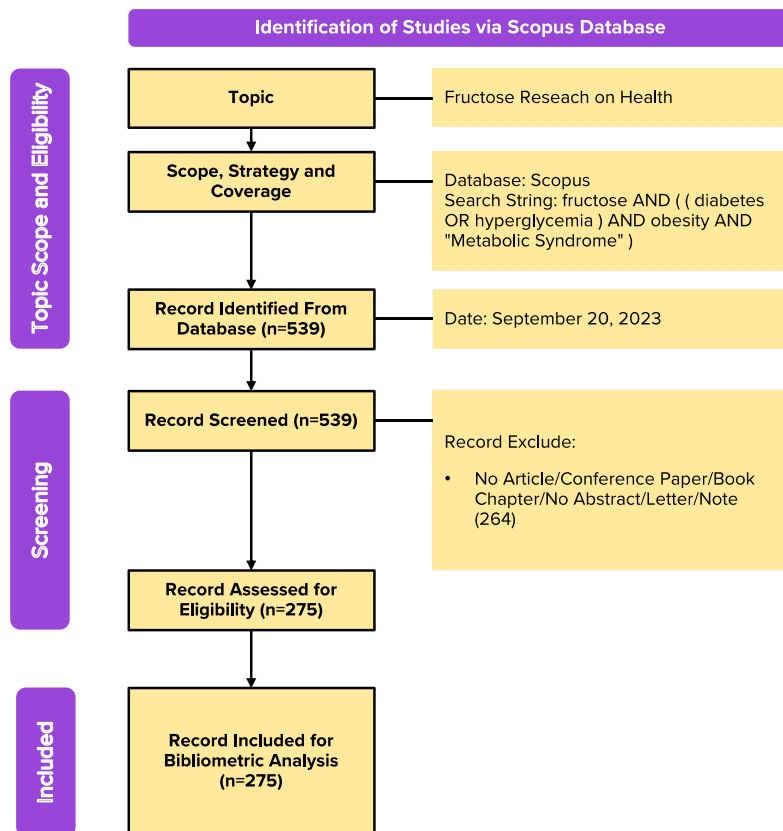 Identification of Studies via Scopus Database
Topic Scope and Eligibility
Topic
Fructose Reseach on Health
Scope, Strategy and
Coverage
Database: Scopus
Search String: fructose AND ( ( diabetes
OR hyperglycemia ) AND obesity AND
"Metabolic Syndrome" )
Record Identified From
Database (n=539)
Date: September 20, 2023
Screening
Record Screened (n=539)
Record Exclude:
• No Article/Conference Paper/Book
Chapter/No Abstract/Letter/Note
(264)
Record Assessed for
Eligibility (n=275)
Included
Record Included for
Bibliometric Analysis
(n=275)